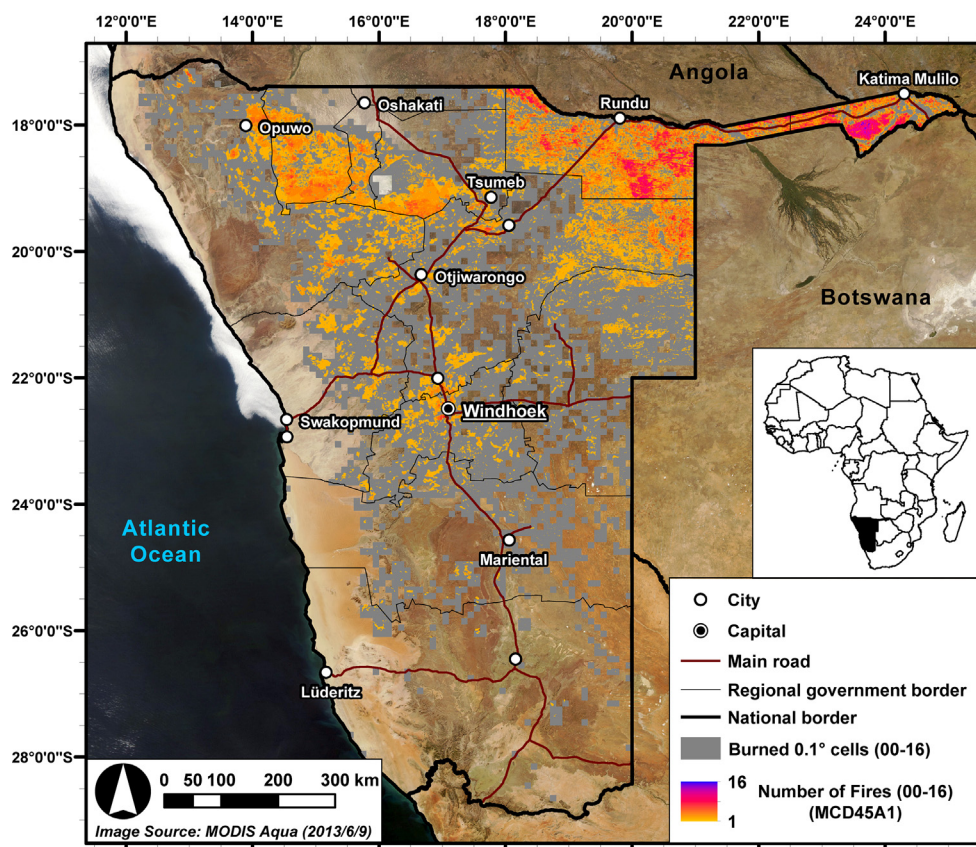 12°0'0"E 14°0'0"E 16°0'0"E 18°0'0"E 20°0'0"E 22°0'0"E 24°0'0"E
Angola
Katima Mulilo
Oshakati
Rundu
18°0'0"S
Opuwo
Tsumeb
20°0'0"S
Otjiwarongo
Botswana
22°0'0"S
Windhoek
Swakopmund
24°0'0"S
Atlantic
Ocean
Mariental
26°0'0"S
Lüderitz
28°0'0"S
City
Capital
Main road
Regional government border
National border
Burned 0.1° cells (00-16)
16
1
Number of Fires (00-16)
(MCD45A1)
0 50 100 200 300 km
Image Source: MODIS Aqua (2013/6/9)